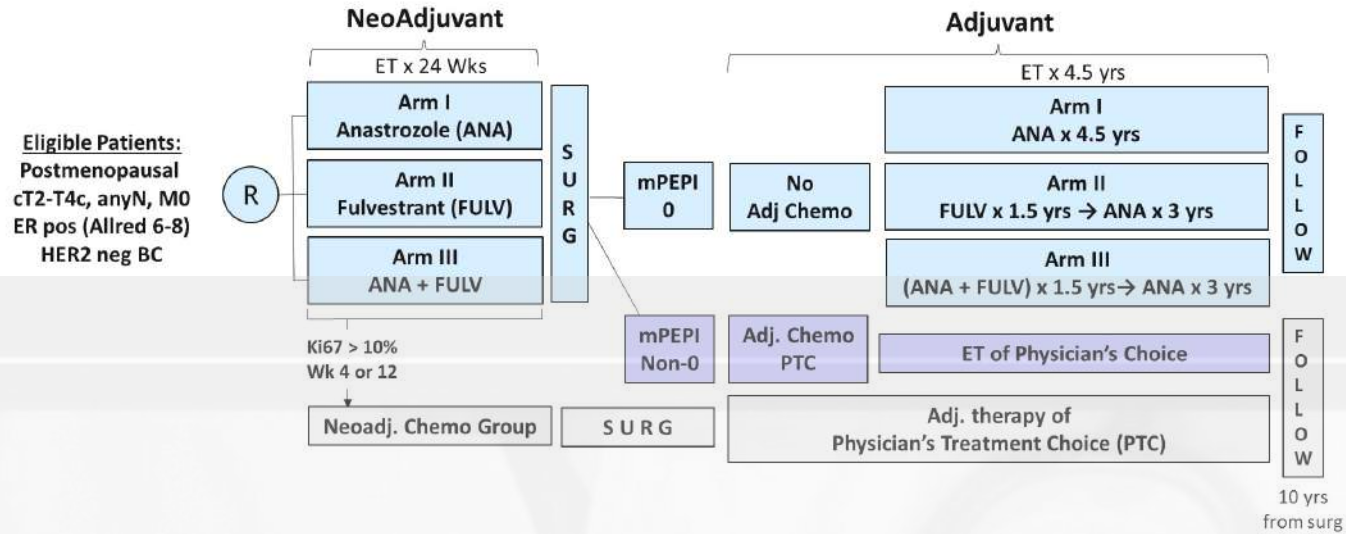 NeoAdjuvant
Adjuvant
ET x 24 Wks
ET x 4.5 yrs
Eligible Patients:
Postmenopausal
cT2-T4c, anyN, M0
ER pos (Allred 6-8)
HER2 neg BC
R
Arm I
Anastrozole (ANA)
Arm II
Fulvestrant (FULV)
Arm III
ANA + FULV
S
U
R
G
mPEPI
0
No
Adj Chemo
Arm I
ANA x 4.5 yrs
Arm II
FULV x 1.5 yrs → ANA x 3 yrs
Arm III
(ANA + FULV) x 1.5 yrs→ ANA x 3 yrs
F
O
L
L
O
W
Ki67 > 10%
Wk 4 or 12
mPEPI
Non-0
Adj. Chemo
PTC
ET of Physician's Choice
Neoadj. Chemo Group
S U R G
Adj. therapy of
Physician's Treatment Choice (PTC)
F
O
L
L
O
W
10 yrs
from surg